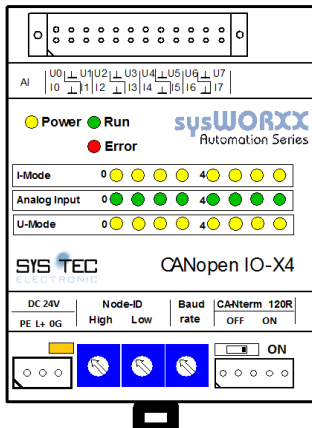 AI U0 U1 U2 U3 U4 U5 U6 U7
I0 I1 I2 I3 I4 I5 I6 I7
Power Run
Error
sysWORXX
Automation Series
I-Mode 0 4
Analog Input 0 4
U-Mode 0 4
SYS TEC
ELECTRONIC
CANopen IO-X4
DC 24V Node-ID Baud CANterm 120R
PE L+ 0G High Low rate OFF ON
ON